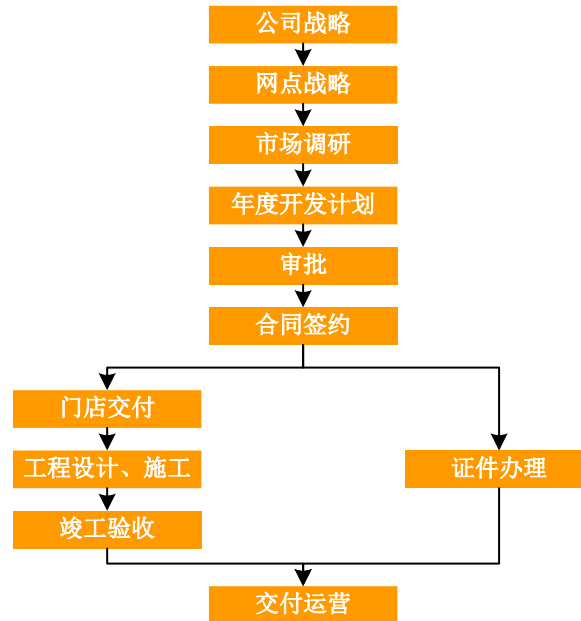 公司战略
网点战略
市场调研
年度开发计划
审批
合同签约
门店交付
工程设计、施工
证件办理
竣工验收
交付运营